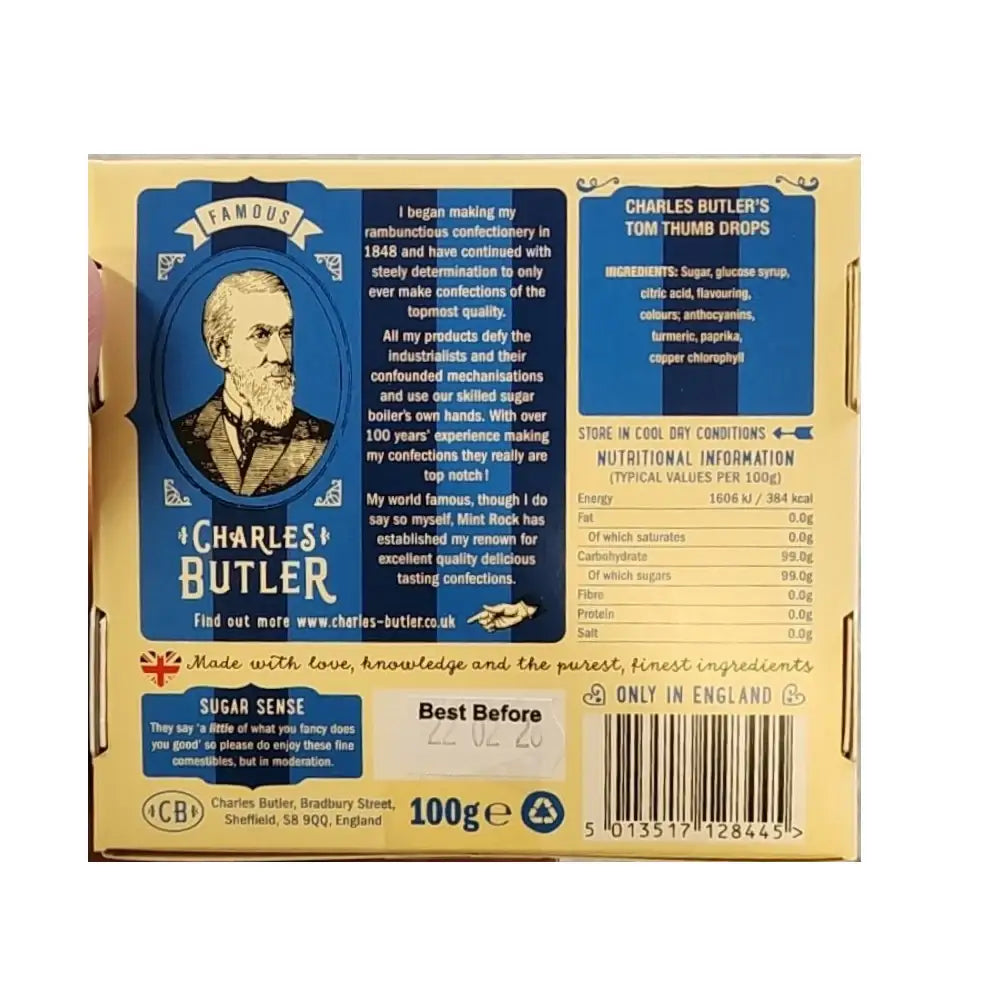 FAMOUS
CHARLES
BUTLER
I began making my
rambunctious confectionery in
1848 and have continued with
steely determination to only
ever make confections of the
topmost quality.
All my products defy the
industrialists and their
confounded mechanisations
and use our skilled sugar
boiler's own hands. With over
100 years' experience making
my confections they really are
top notch!
My world famous, though I do
say so myself, Mint Rock has
established my renown for
excellent quality delicious
tasting confections.
Find out more www.charles-butler.co.uk
CHARLES BUTLER'S
TOM THUMB DROPS
INGREDIENTS: Sugar, glucose syrup,
citric acid, flavouring,
colours; anthocyanins,
turmeric, paprika,
copper chlorophyll
STORE IN COOL DRY CONDITIONS
NUTRITIONAL INFORMATION
(TYPICAL VALUES PER 100g)
Energy 1606 kJ / 384 kcal
Fat 0.0g
Of which saturates 0.0g
Carbohydrate 99.0g
Of which sugars 99.0g
Fibre 0.0g
Protein 0.0g
Salt 0.0g
Made with love, knowledge and the purest, finest ingredients
ONLY IN ENGLAND
SUGAR SENSE
They say 'a little of what you fancy does
you good' so please do enjoy these fine
comestibles, but in moderation.
Best Before
22 02 26
CB
Charles Butler, Bradbury Street,
Sheffield, S8 9QQ, England
100g e
5 013517 128445 >